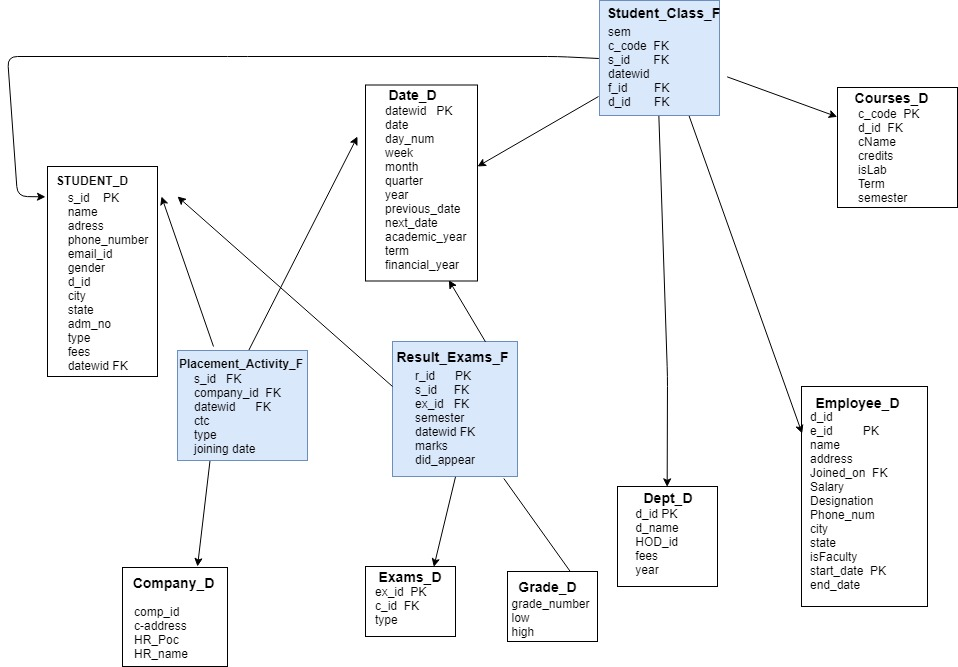 Student_Class_F
sem
c_code FK
s_id FK
datewid
f_id FK
d_id FK
Date_D
datewid PK
date
day_num
week
month
quarter
year
previous_date
next_date
academic_year
term
financial_year
Courses_D
c_code PK
d_id FK
cName
credits
isLab
Term
semester
STUDENT_D
s_id PK
name
adress
phone_number
email_id
gender
d_id
city
state
adm_no
type
fees
datewid FK
Placement_Activity_F
s_id FK
company_id FK
datewid FK
ctc
type
joining date
Result_Exams_F
r_id PK
s_id FK
ex_id FK
semester
datewid FK
marks
did_appear
Employee_D
d_id
e_id PK
name
address
Joined_on FK
Salary
Designation
Phone_num
city
state
isFaculty
start_date PK
end_date
Dept_D
d_id PK
d_name
HOD_id
fees
year
Company_D
comp_id
c-address
HR_Poc
HR_name
Exams_D
ex_id PK
c_id FK
type
Grade_D
grade_number
low
high